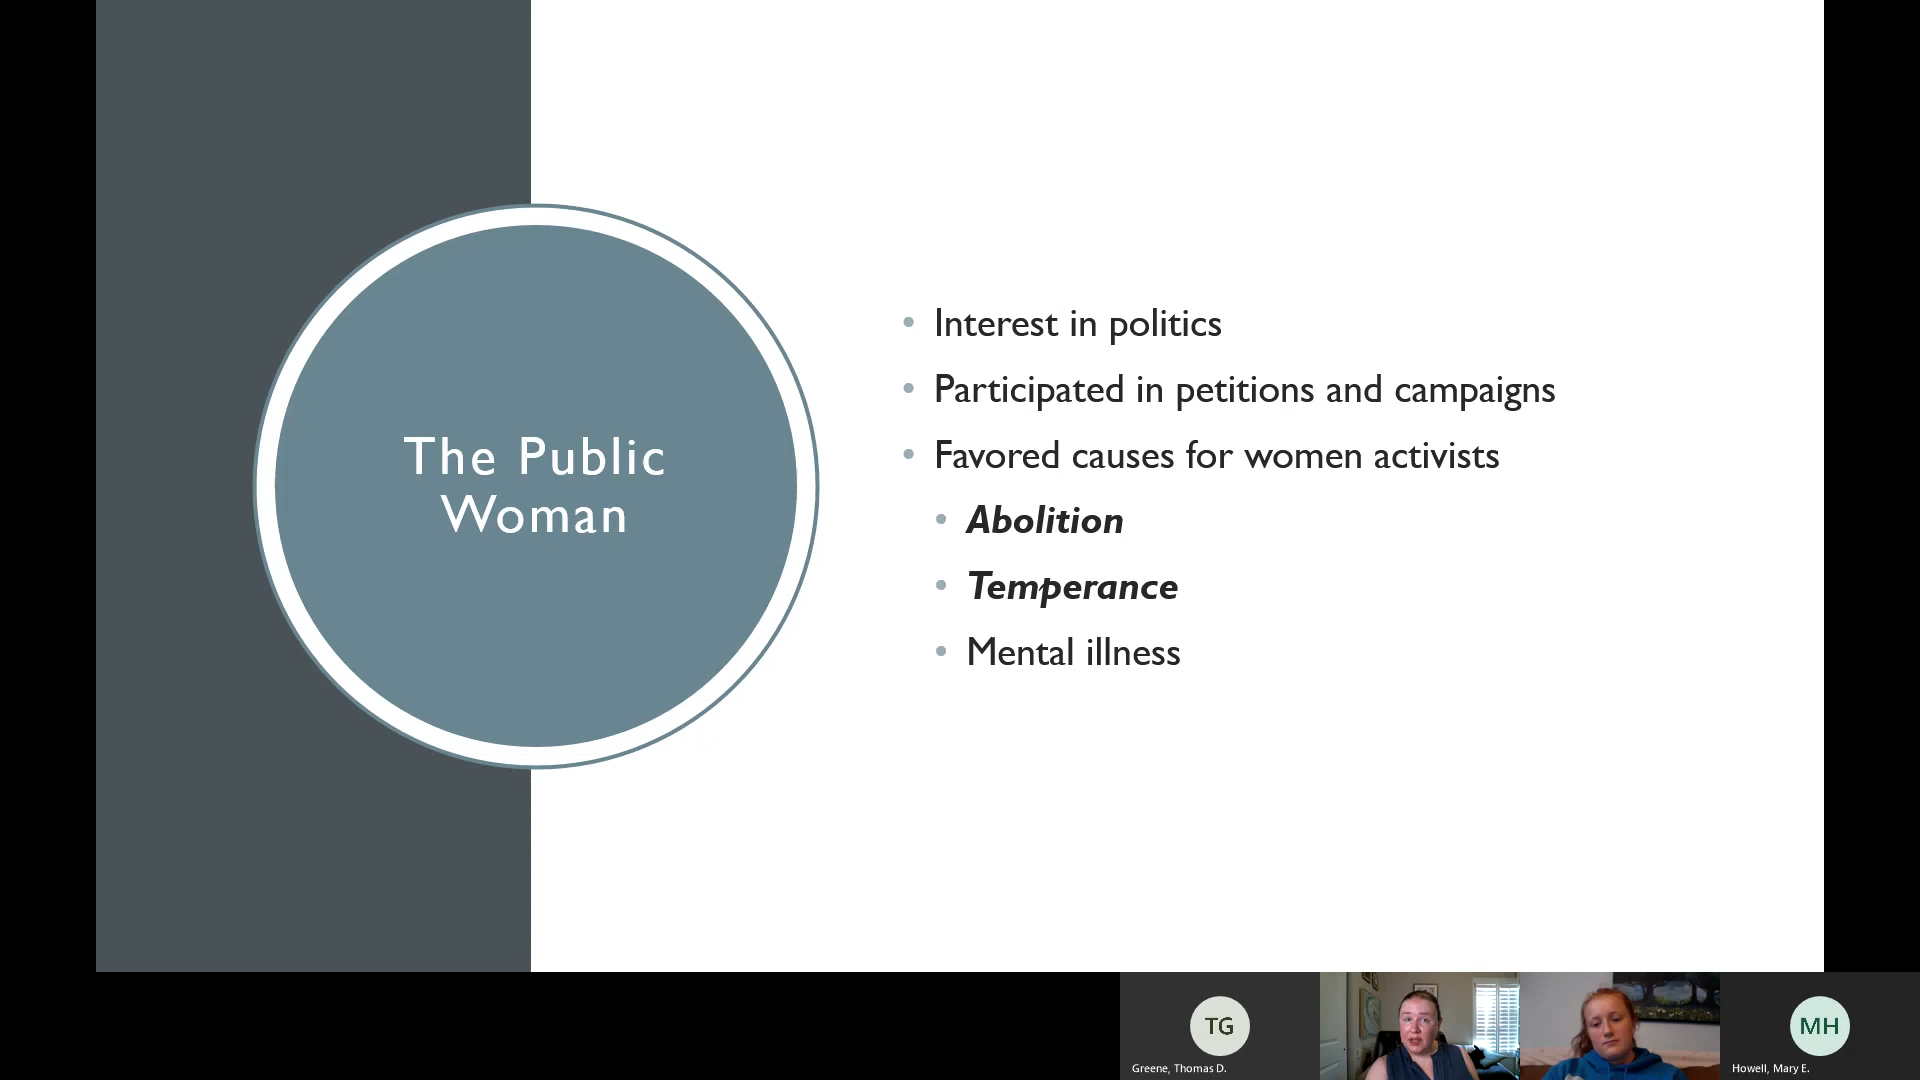 The Public
Woman
Interest in politics
Participated in petitions and campaigns
Favored causes for women activists
Abolition
Temperance
Mental illness
TG
Greene, Thomas D.
MH
Howell, Mary E.